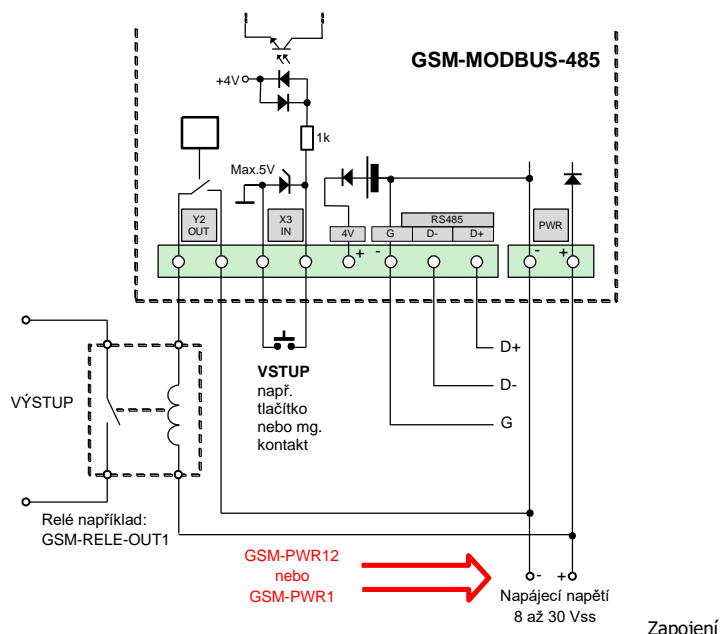 GSM-MODBUS-485
+4V
1k
Max.5V
Y2
OUT
X3
IN
4V
G
RS485
D-
D+
PWR
+
-
-
+
D+
D-
G
VSTUP
např.
tlačítko
nebo mg.
kontakt
VÝSTUP
Relé například:
GSM-RELE-OUT1
GSM-PWR12
nebo
GSM-PWR1
- +
Napájecí napětí
8 až 30 Vss
Zapojení